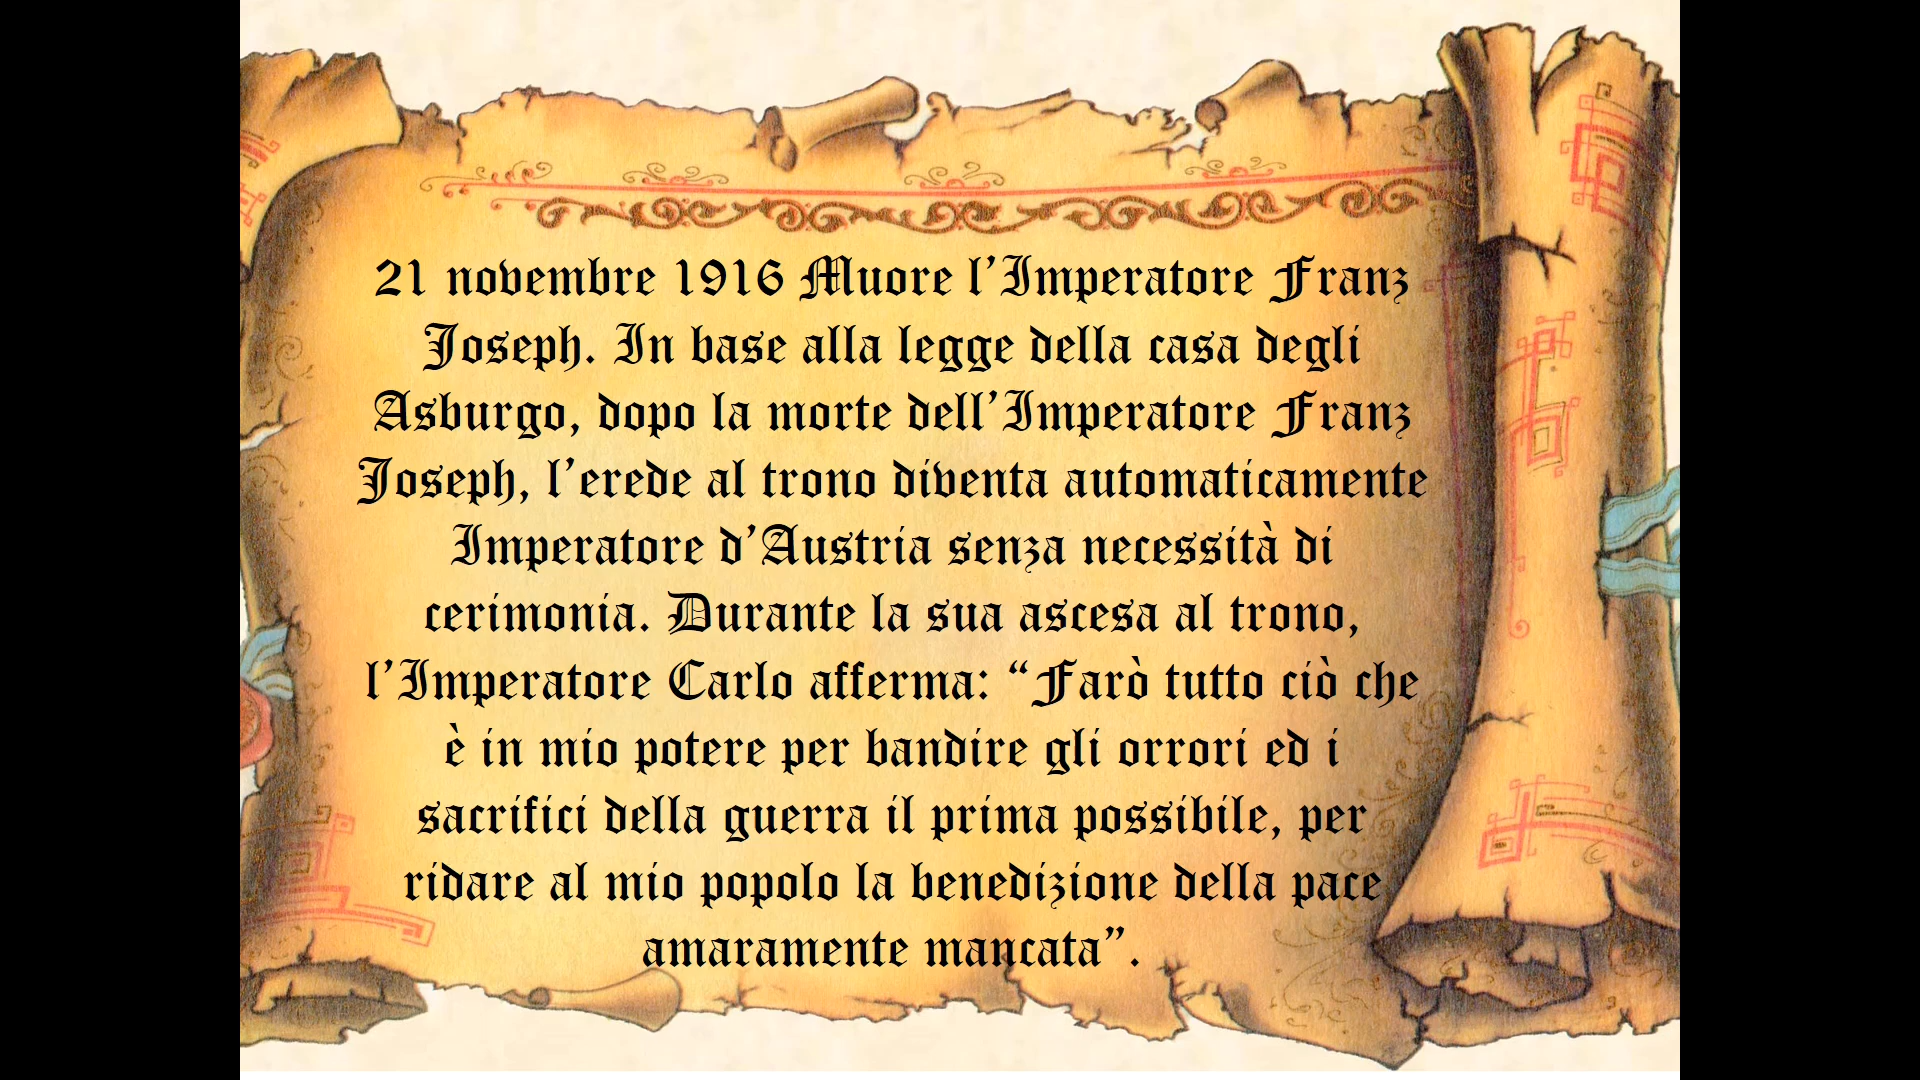 21 novembre 1916 Muore l’Imperatore Franz
Joseph. In base alla legge della casa degli
Asburgo, dopo la morte dell’Imperatore Franz
Joseph, l’erede al trono diventa automaticamente
Imperatore d’Austria senza necessità di
cerimonia. Durante la sua ascesa al trono,
l’Imperatore Carlo afferma: “Farò tutto ciò che
è in mio potere per bandire gli orrori ed i
sacrifici della guerra il prima possibile, per
ridare al mio popolo la benedizione della pace
amaramente mancata”.